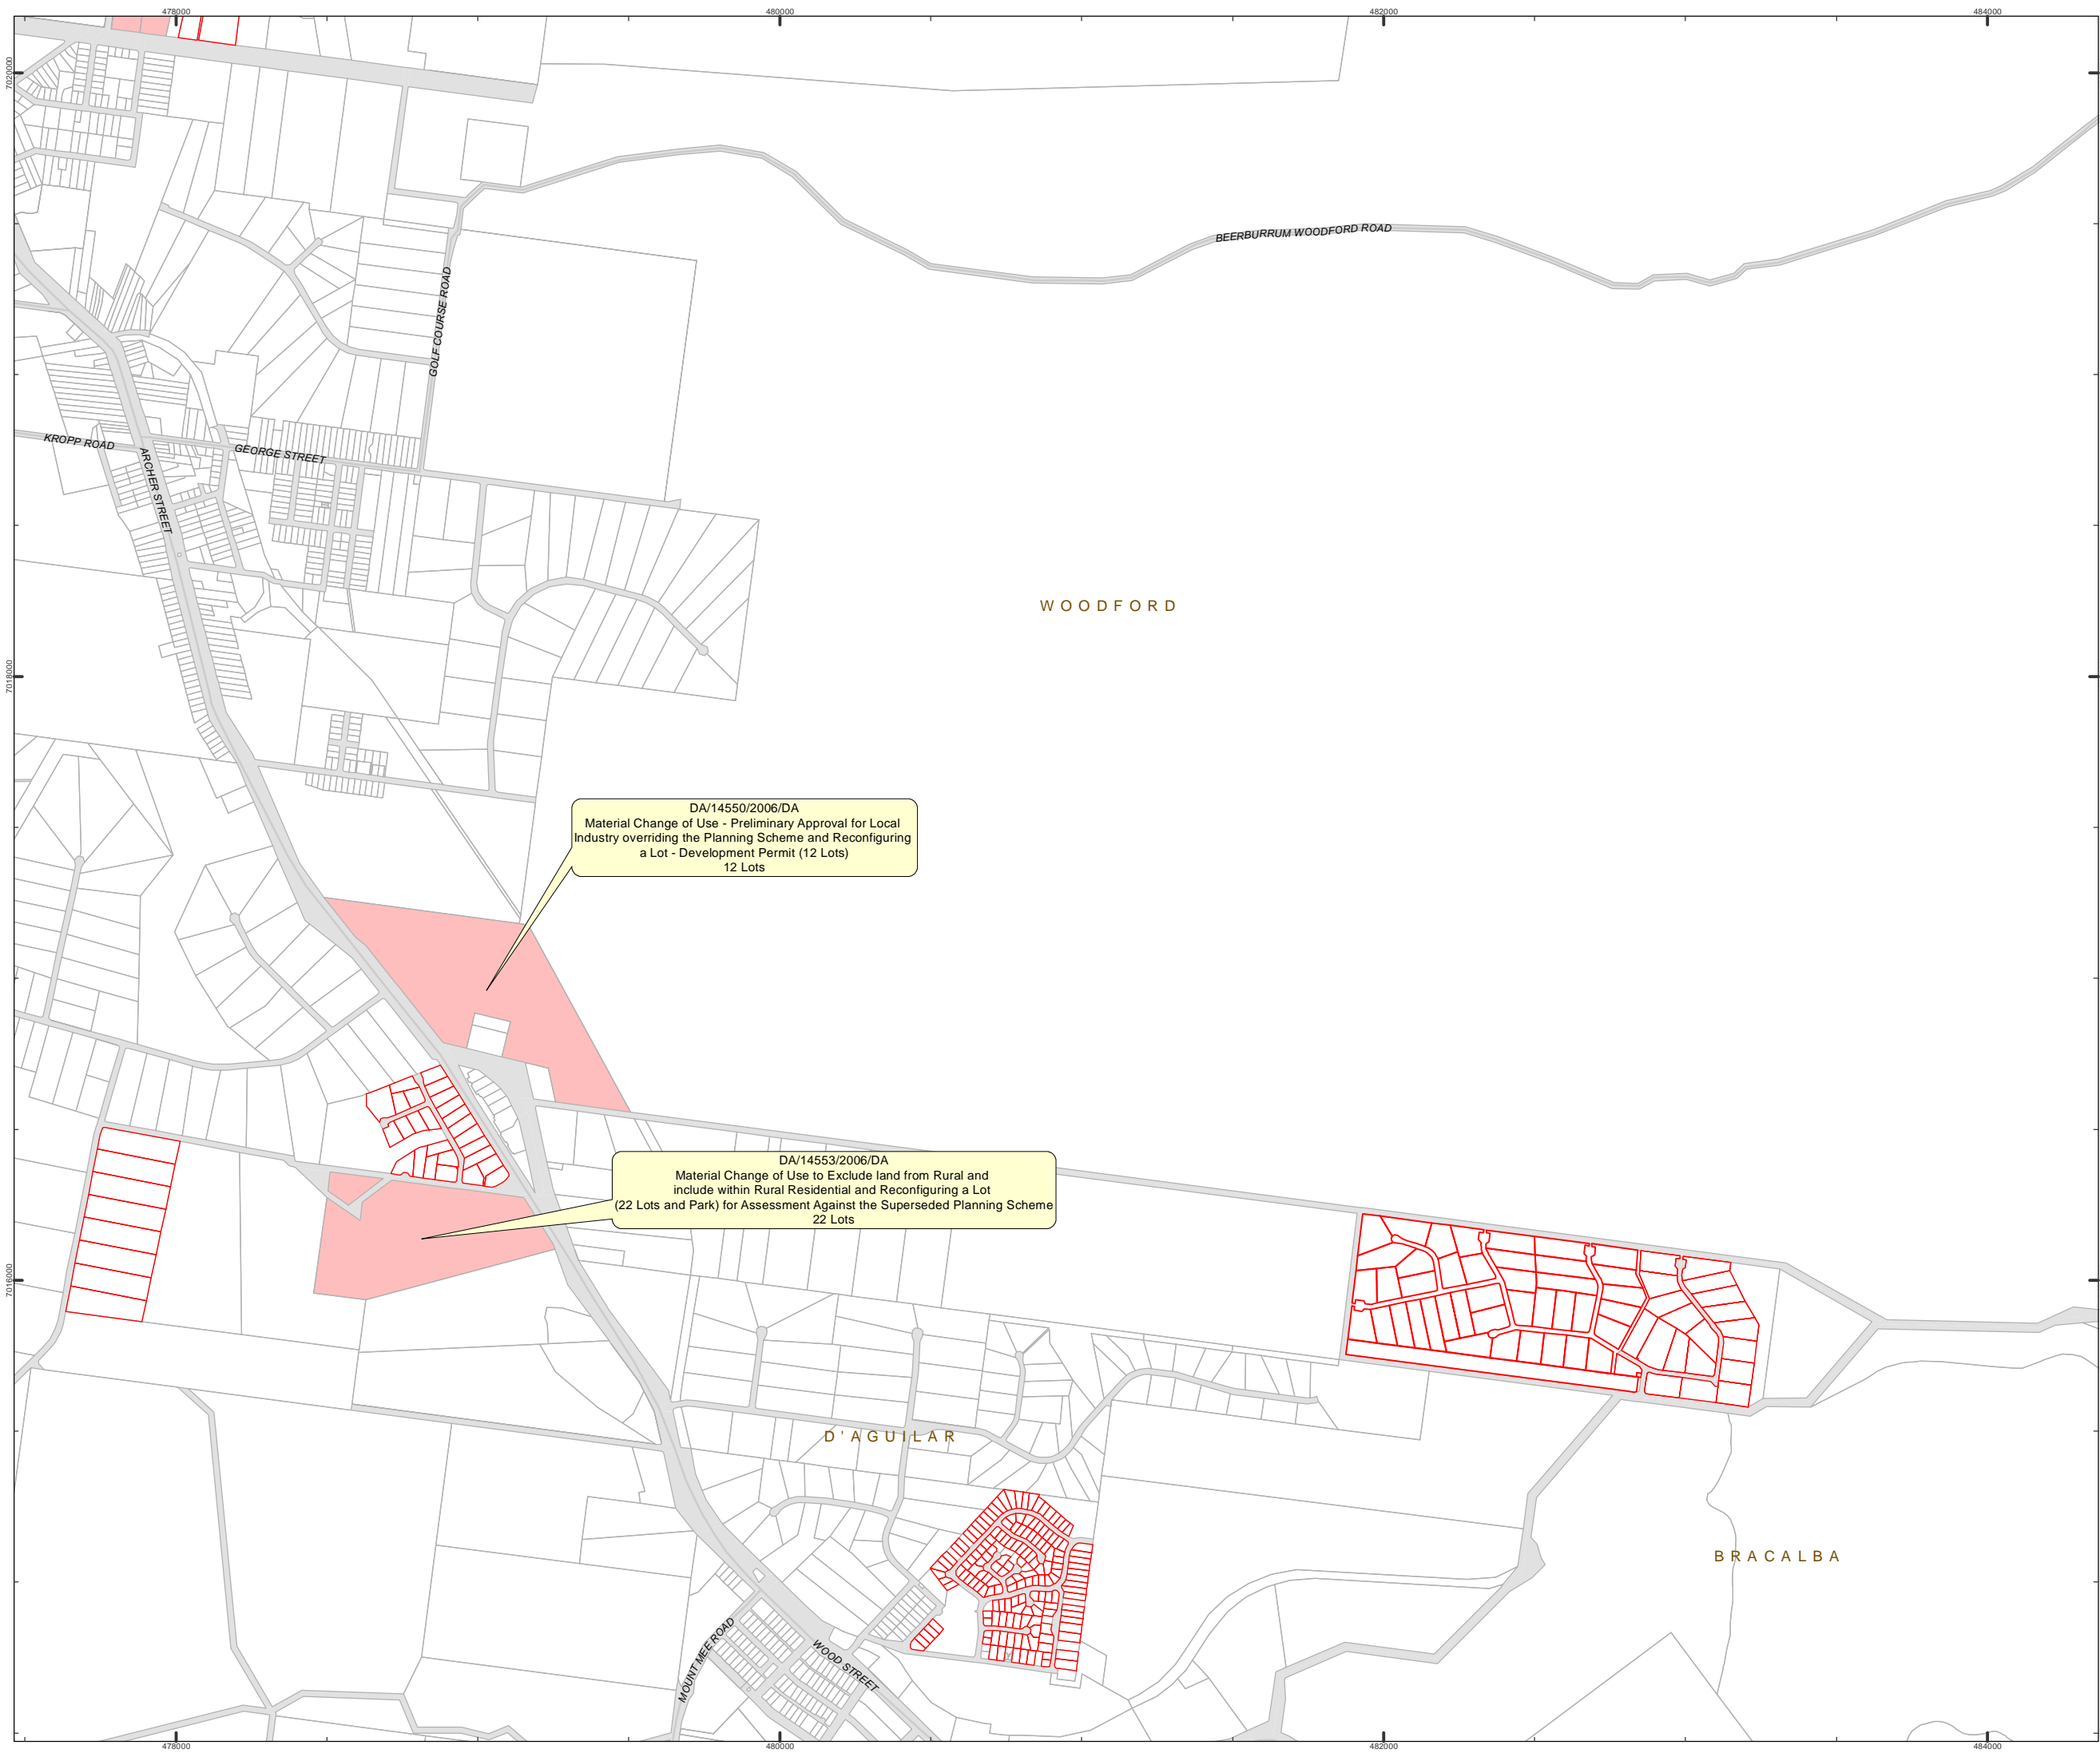 478000
480000
482000
484000
7020000
BEERBURRUM WOODFORD ROAD
GOLF COURSE ROAD
KROPP ROAD
GEORGE STREET
ARCHER STREET
WOODFORD
7018000
DA/14550/2006/DA
Material Change of Use - Preliminary Approval for Local
Industry overriding the Planning Scheme and Reconfiguring
a Lot - Development Permit (12 Lots)
12 Lots
DA/14553/2006/DA
Material Change of Use to Exclude land from Rural and
include within Rural Residential and Reconfiguring a Lot
(22 Lots and Park) for Assessment Against the Superseded Planning Scheme
22 Lots
7016000
D'AGUILAR
BRACALBA
MOUNT MEE ROAD
WOOD STREET
478000
480000
482000
484000